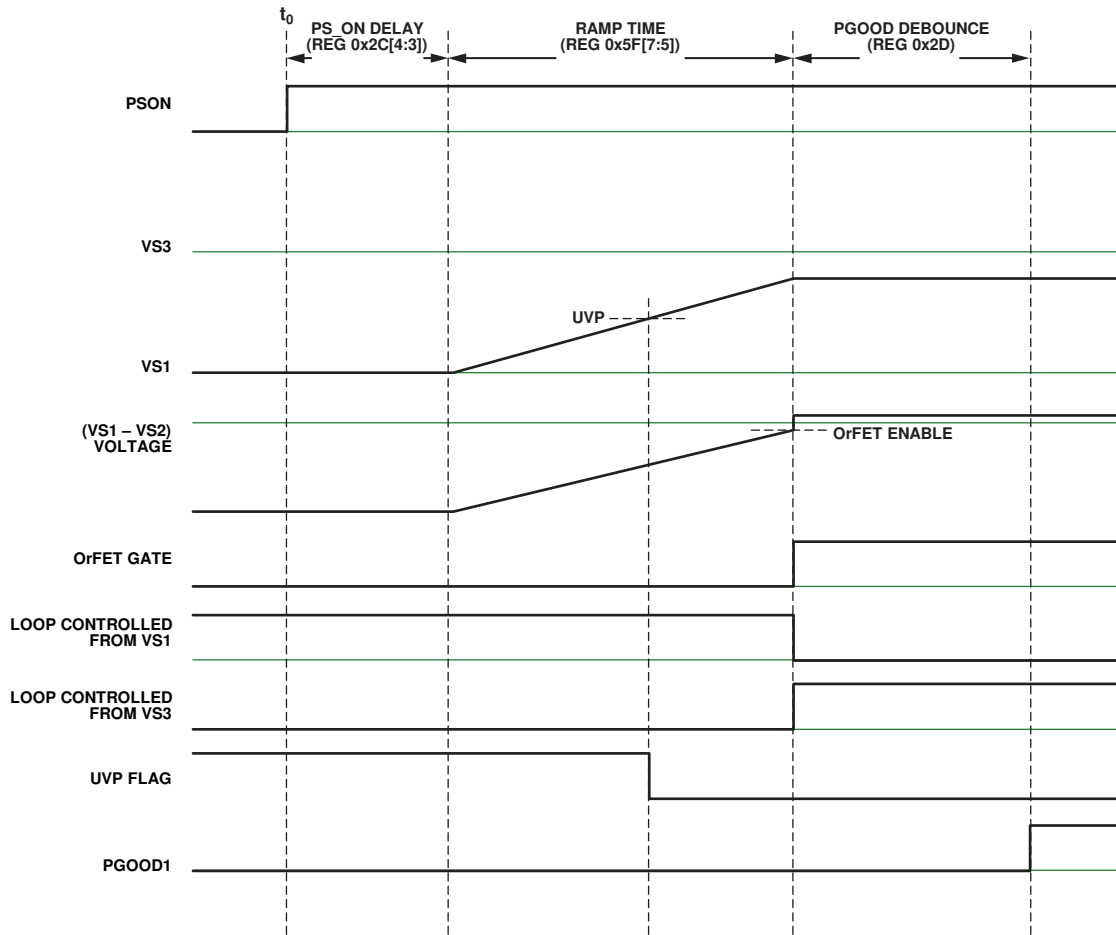 t0
PS_ON DELAY
(REG 0x2C[4:3])
RAMP TIME
(REG 0x5F[7:5])
PGOOD DEBOUNCE
(REG 0x2D)
PSON
VS3
UVP
VS1
(VS1 – VS2)
VOLTAGE
OrFET ENABLE
OrFET GATE
LOOP CONTROLLED
FROM VS1
LOOP CONTROLLED
FROM VS3
UVP FLAG
PGOOD1